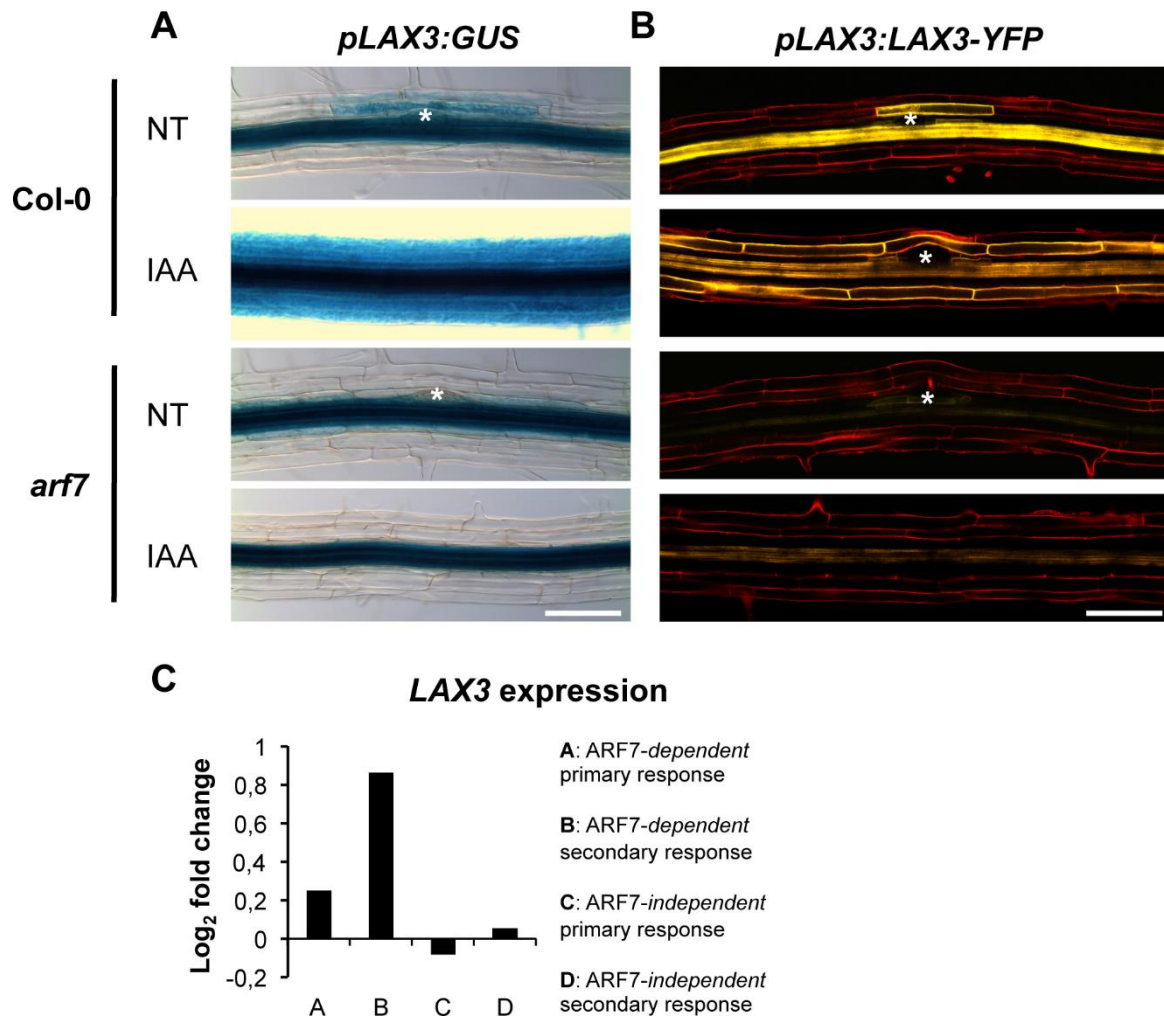 A
pLAX3:GUS
B
pLAX3:LAX3-YFP
Col-0
NT
*
*
IAA
*
arf7
NT
*
*
IAA
C
LAX3 expression
Log2 fold change
1
0,8
0,6
0,4
0,2
0
-0,2
A B C D
A: ARF7-dependent
primary response
B: ARF7-dependent
secondary response
C: ARF7-independent
primary response
D: ARF7-independent
secondary response